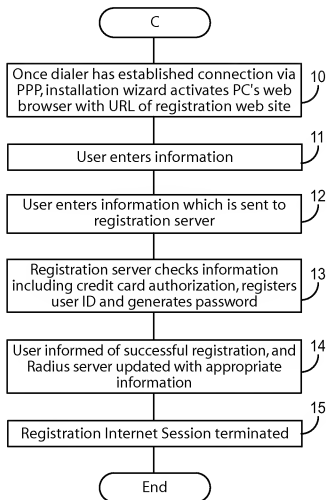 C
Once dialer has established connection via
PPP, installation wizard activates PC's web
browser with URL of registration web site
10
User enters information
11
User enters information which is sent to
registration server
12
Registration server checks information
including credit card authorization, registers
user ID and generates password
13
User informed of successful registration, and
Radius server updated with appropriate
information
14
Registration Internet Session terminated
15
End